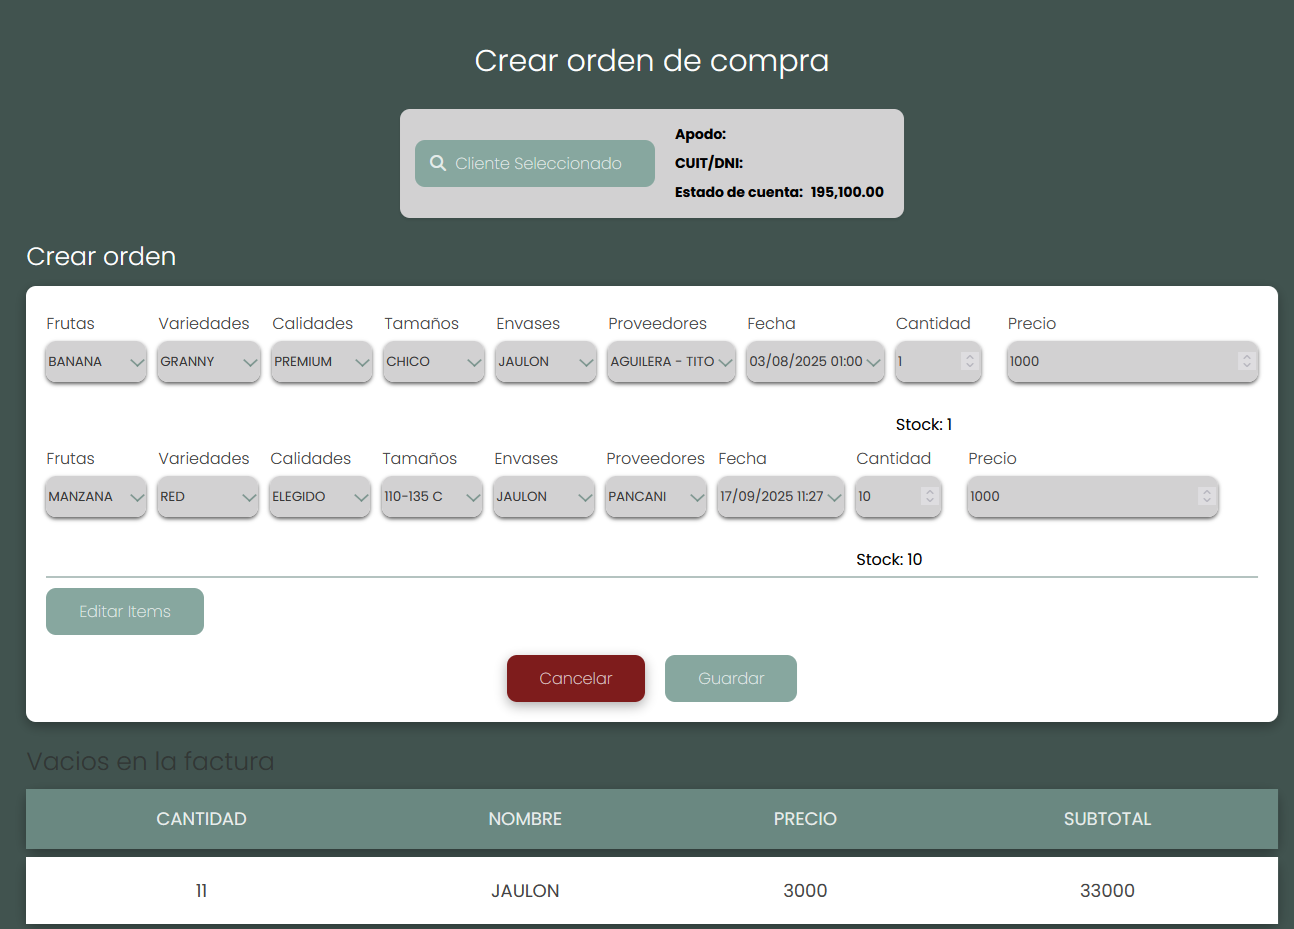 Crear orden de compra
Cliente Seleccionado
Apodo:
CUIT/DNI:
Estado de cuenta: 195,100.00
Crear orden
Frutas Variedades Calidades Tamaños Envases Proveedores Fecha Cantidad Precio
BANANA GRANNY PREMIUM CHICO JAULON AGUILERA - TITO 03/08/2025 01:00 1 1000
Stock: 1
Frutas Variedades Calidades Tamaños Envases Proveedores Fecha Cantidad Precio
MANZANA RED ELEGIDO 110-135 C JAULON PANCANI 17/09/2025 11:27 10 1000
Stock: 10
Editar Items
Cancelar Guardar
Vacios en la factura
CANTIDAD NOMBRE PRECIO SUBTOTAL
11 JAULON 3000 33000